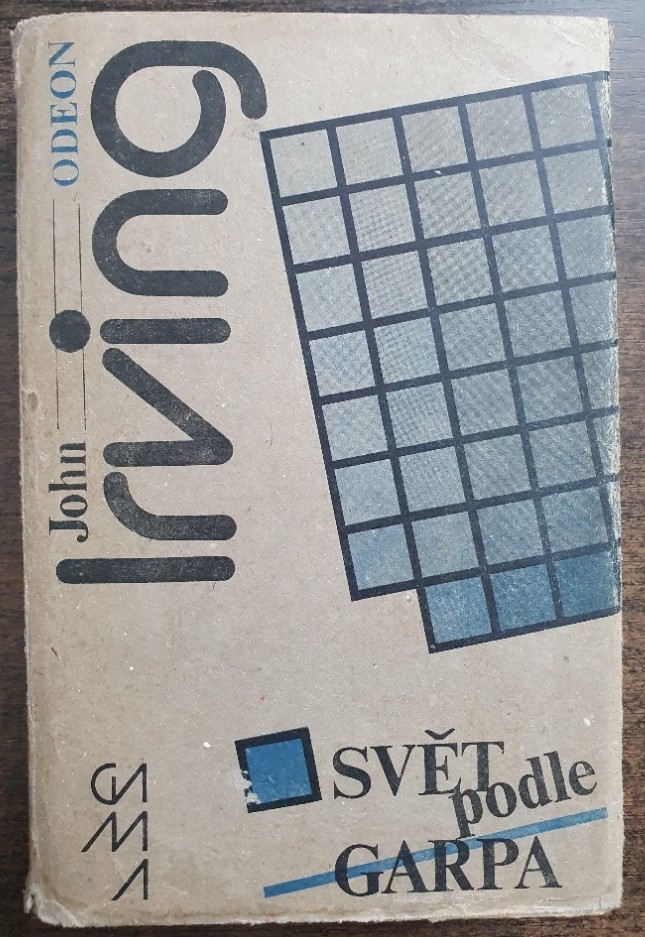 John
Irving
ODEON
SVĚT
podle
GARPA